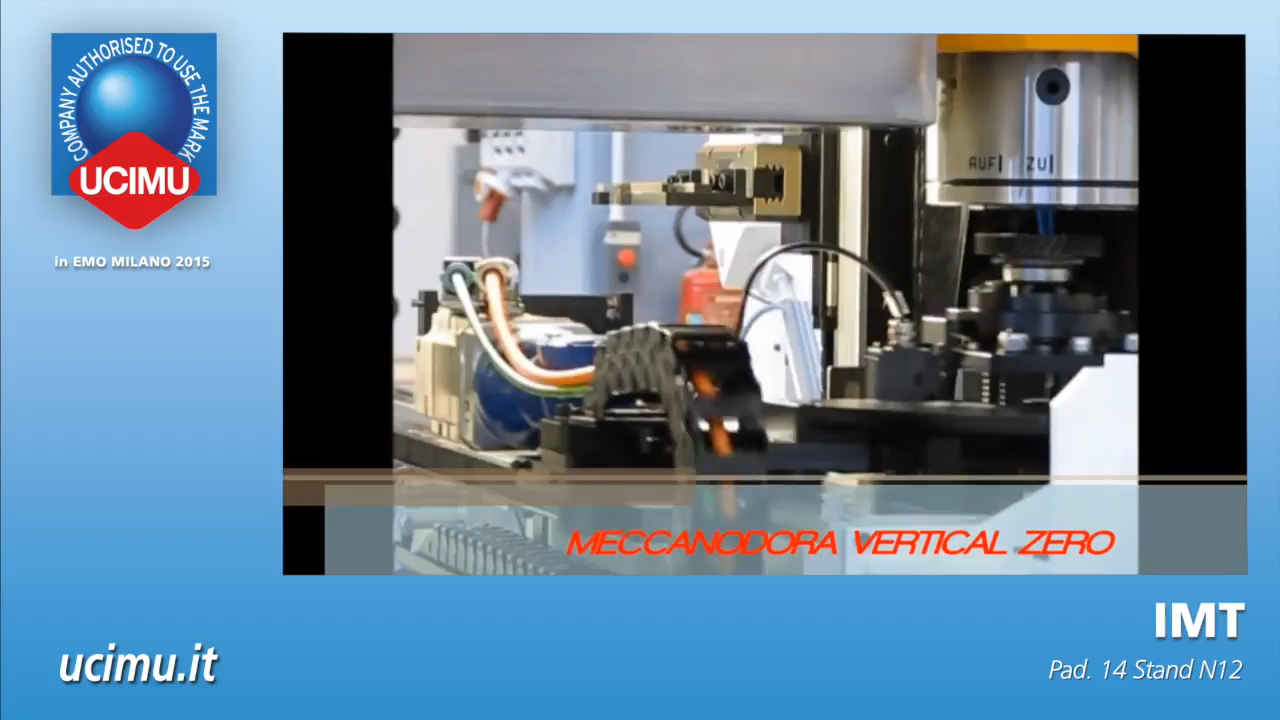 COMPANY AUTHORISED TO USE THE MARK
UCIMU
in EMO MILANO 2015
AUF ZU
MECCANODORA VERTICAL ZERO
IMT
Pad. 14 Stand N12
ucimu.it